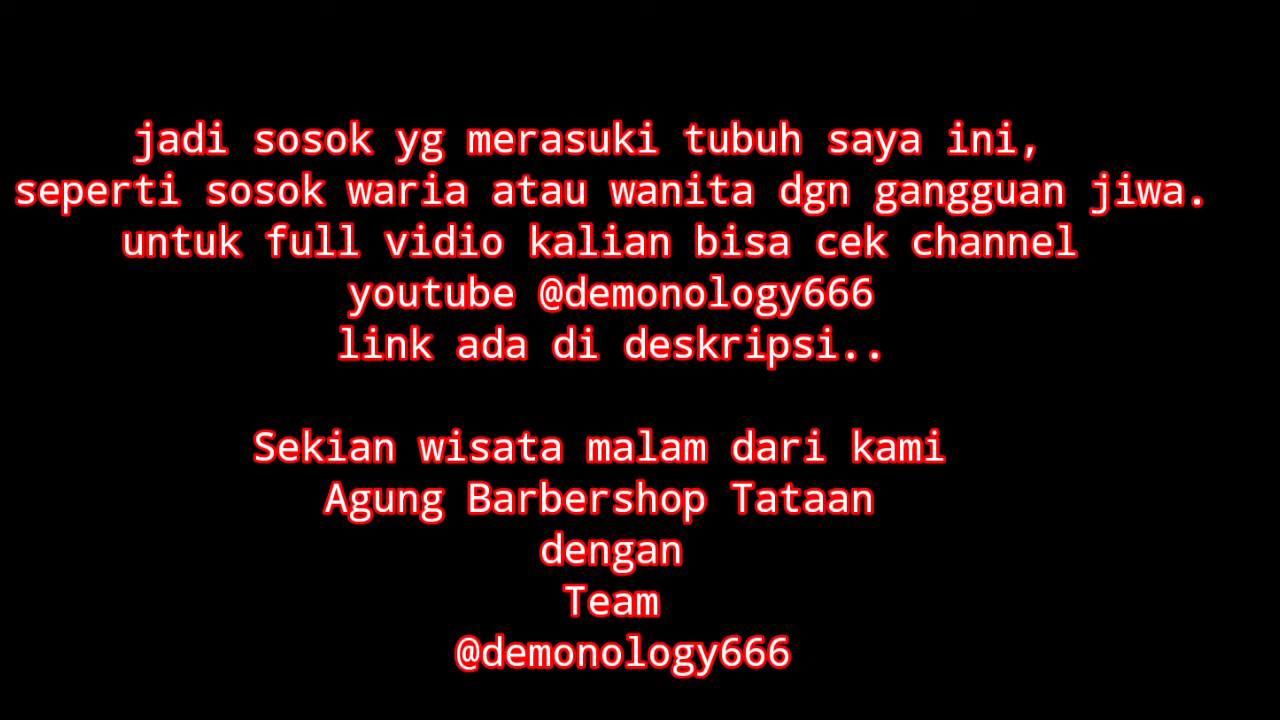 jadi sosok yg merasuki tubuh saya ini,
seperti sosok waria atau wanita dgn gangguan jiwa.
untuk full vidio kalian bisa cek channel
youtube @demonology666
link ada di deskripsi..
Sekian wisata malam dari kami
Agung Barbershop Tataan
dengan
Team
@demonology666